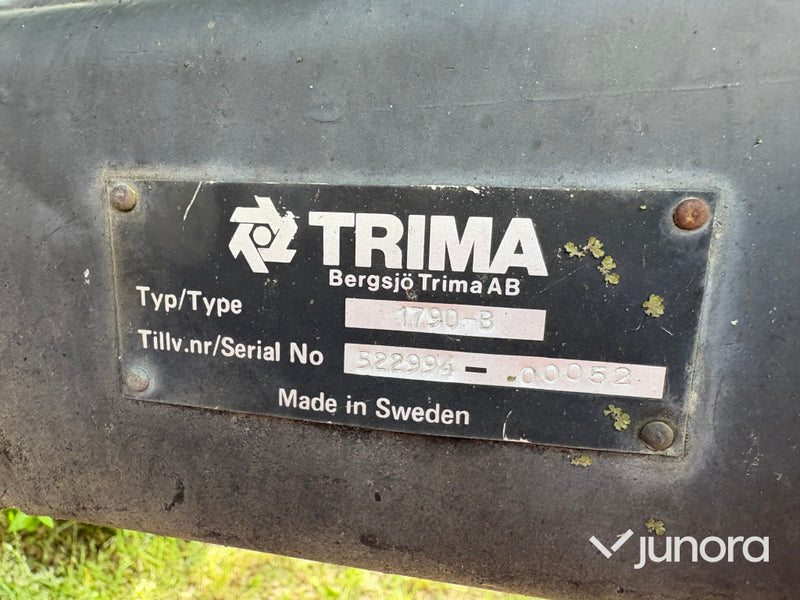 TRIMA
Bergsjö Trima AB
Typ/Type 1790-B
Tillv.nr/Serial No 522994-00052
Made in Sweden
junora